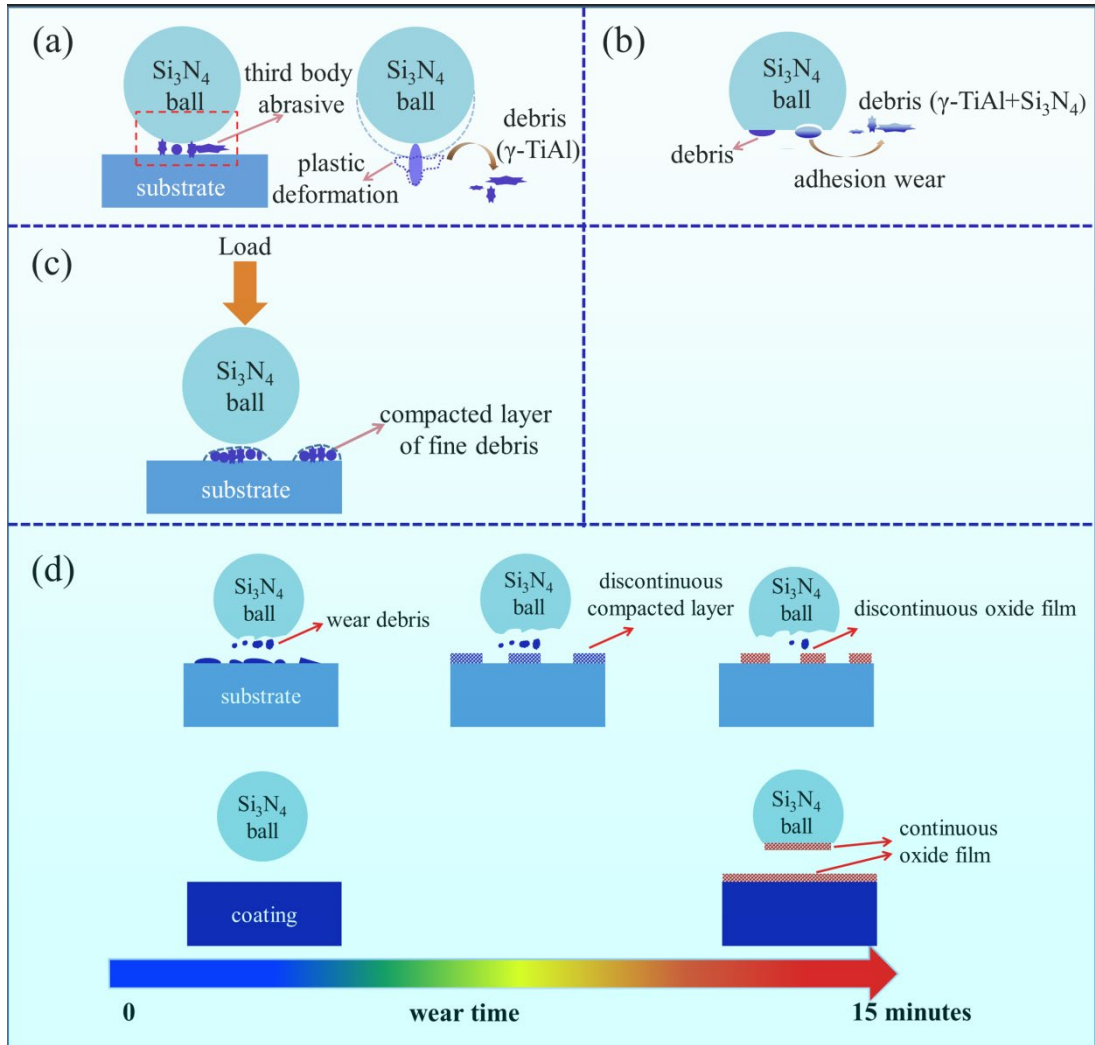 (a)
Si₃N₄
ball
third body
abrasive
substrate
Si₃N₄
ball
plastic
deformation
debris
(γ-TiAl)
(b)
Si₃N₄
ball
debris
debris (γ-TiAl+Si₃N₄)
adhesion wear
(c)
Load
Si₃N₄
ball
compacted layer
of fine debris
substrate
(d)
Si₃N₄
ball
wear debris
substrate
Si₃N₄
ball
discontinuous
compacted layer
Si₃N₄
ball
discontinuous oxide film
Si₃N₄
ball
coating
Si₃N₄
ball
continuous
oxide film
0
wear time
15 minutes